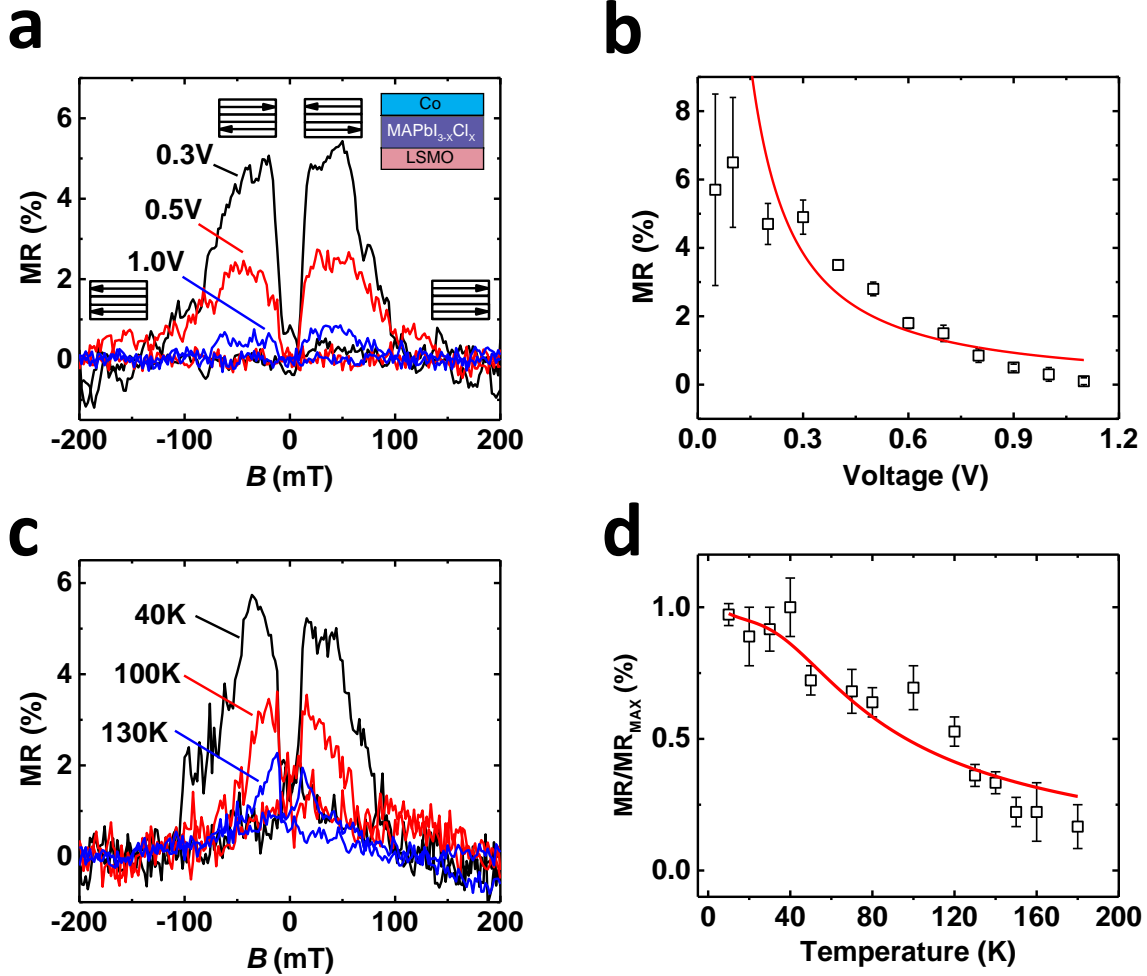 a
MR (%)
6
4
2
0
-200 -100 0 100 200
B (mT)
0.3V
0.5V
1.0V
Co
MAPbI3-XClX
LSMO
b
MR (%)
8
6
4
2
0
0.0 0.3 0.6 0.9 1.2
Voltage (V)
c
MR (%)
6
4
2
0
-200 -100 0 100 200
B (mT)
40K
100K
130K
d
MR/MRMAX (%)
1.0
0.5
0.0
0 40 80 120 160 200
Temperature (K)